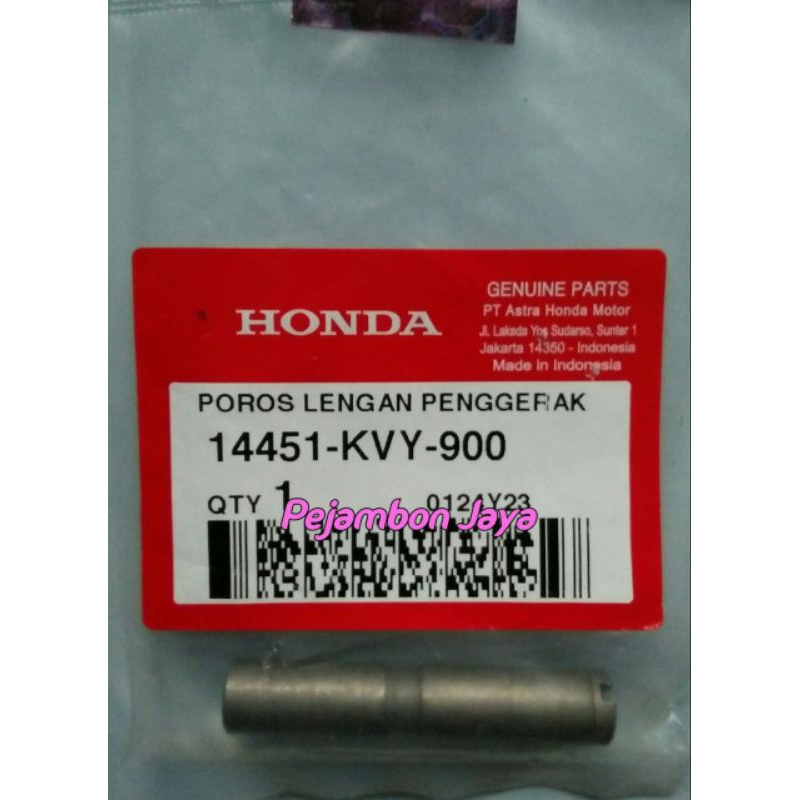 HONDA
GENUINE PARTS
PT Astra Honda Motor
Jl. Laksda Yos Sudarso, Sunter 1
Jakarta 14350 - Indonesia
Made in Indonesia
POROS LENGAN PENGGERAK
14451-KVY-900
QTY 1 0124Y23
Pejambon Jaya